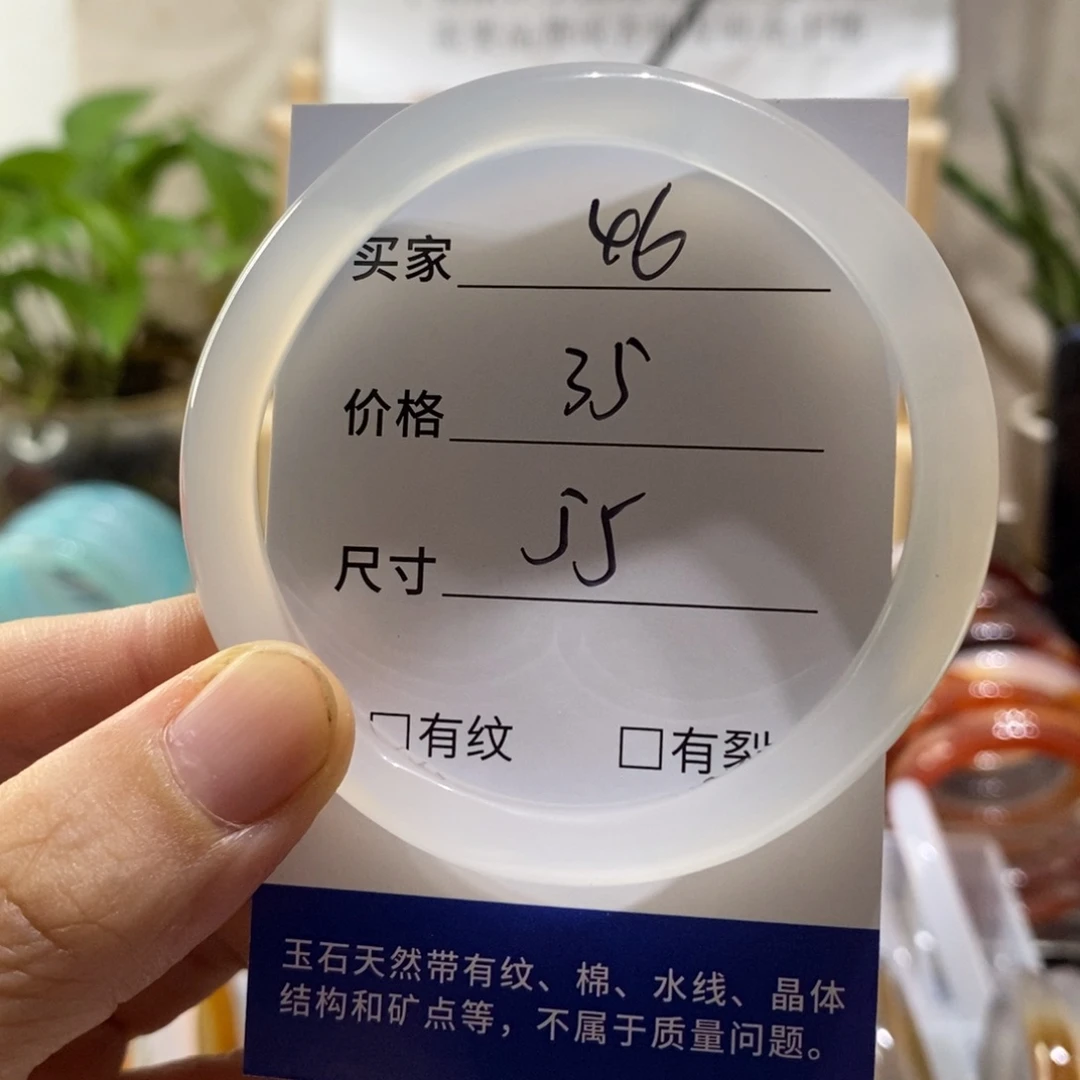 买家 46
价格 35
尺寸 55
□有纹 □有裂
玉石天然带有纹、棉、水线、晶体
结构和矿点等，不属于质量问题。